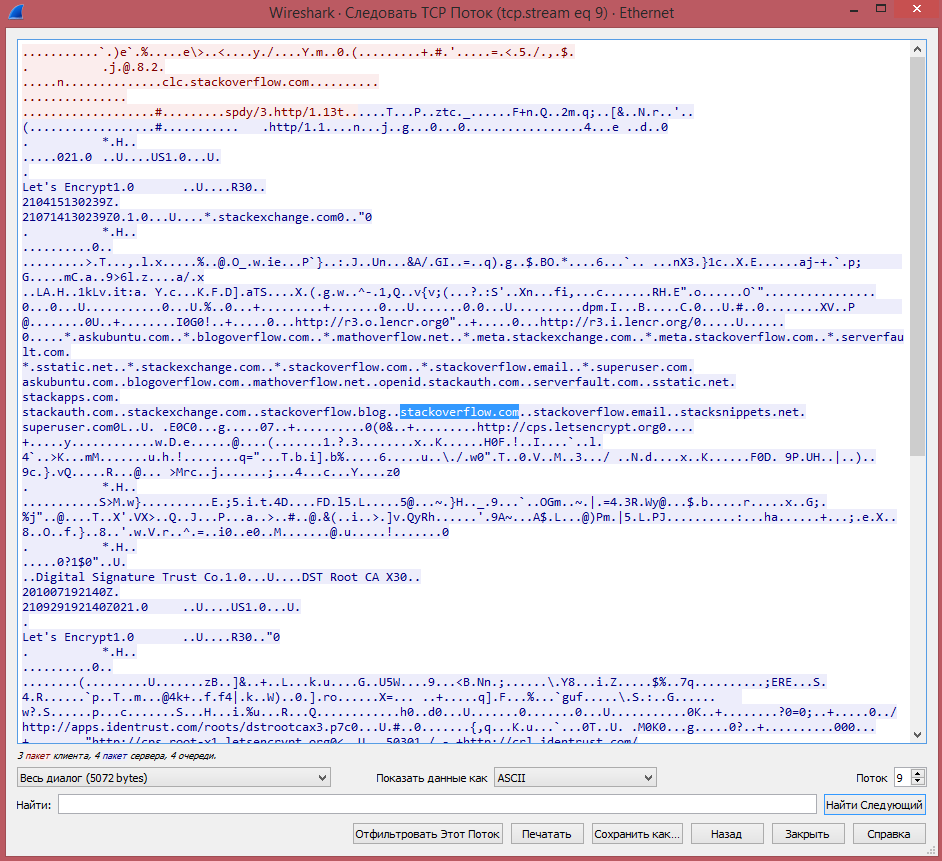 Wireshark · Следовать TCP Поток (tcp.stream eq 9) · Ethernet
...........`.)e`.%.....e\>..<....y./....Y.m..0.(.........+.#.'.....=.<.5./.,.$.
.          .j.@.8.2.
.....n..............clc.stackoverflow.com..........
...............
...................#.........spdy/3.http/1.13t......T...P..ztc._......F+n.Q..2m.q;..[&..N.r..'..
(..................#...........   .http/1.1....n...j..g...0...0.................4...e ..d..0
.          *.H..
.....021.0 ..U....US1.0...U.
.
Let's Encrypt1.0       ..U....R30..
210415130239Z.
210714130239Z0.1.0...U....*.stackexchange.com0.."0
.          *.H..
..........0..
.........>.T...,.l.x.....%..@.O_.w.ie...P`}..:.J..Un...&A/.GI..=..q).g..$.BO.*....6...`.. ...nX3.}1c..X.E......aj-+.`.p;
G.....mC.a..9>6l.z....a/.x
..LA.H..1kLv.it:a. Y.c...K.F.D].aTS....X.(.g.w..^-.1,Q..v{v;(...?.:S'..Xn...fi,...c.......RH.E".o......O`"................
0...0...U...........0...U.%..0...+.........+.......0...U.......0.0...U..........dpm.I...B.....C.0...U.#..0........XV..P
@........0U..+.......I0G0!..+.....0...http://r3.o.lencr.org0"..+.....0...http://r3.i.lencr.org/0.....U......
0.....*.askubuntu.com..*.blogoverflow.com..*.mathoverflow.net..*.meta.stackexchange.com..*.meta.stackoverflow.com..*.serverfau
lt.com.
*.sstatic.net..*.stackexchange.com..*.stackoverflow.com..*.stackoverflow.email..*.superuser.com.
askubuntu.com..blogoverflow.com..mathoverflow.net..openid.stackauth.com..serverfault.com..sstatic.net.
stackapps.com.
stackauth.com..stackexchange.com..stackoverflow.blog..stackoverflow.com..stackoverflow.email..stacksnippets.net.
superuser.com0L..U. .E0C0...g.....07..+..........0(0&..+.........http://cps.letsencrypt.org0....
+.....y............w.D.e......@....(.......1.?.3........x..K......H0F.!..I....`..l.
4`..>K...mM.......u.h.!........q="...T.b.i].b%.....6.....u..\./.w0".T..0.V..M..3.../ ..N.d....x..K......F0D. 9P.UH..|..)..
9c.}.vQ.....R...@... >Mrc..j......;...4...c...Y....z0
.          *.H..
...........S>M.w}..........E.;5.i.t.4D....FD.l5.L.....5@...~.}H.._.9...`..OGm..~.|.=4.3R.Wy@...$.b.....r.....x..G;.
%j"..@....T..X'.VX>..Q..J...P...a..>..#..@.&(..i..>.]v.QyRh......'.9A~...A$.L...@)Pm.|5.L.PJ..........:...ha......+...;.e.X..
8..O..f.}..8..'.w.V.r..^.=..i0..e0..M.......@.u.....!.......0
.          *.H..
.....0?1$0"..U.
..Digital Signature Trust Co.1.0...U....DST Root CA X30..
201007192140Z.
210929192140Z021.0     ..U....US1.0...U.
.
Let's Encrypt1.0       ..U....R30.."0
.          *.H..
..........0..
........(.........U.......zB..]&..+..L...k.u....G..U5W....9...<B.Nn.;......\.Y8...i.Z.....$%..7q..........;ERE...S.
4.R......`p..T..m...@4k+..f.f4|.k..W)..0.].ro......X=... ..+.....q].F...%...`guf.....\.S.:..G......
w?.S......p...c.......S...H...i.%u...R...Q............h0..d0...U.......0.......0...U..........0K..+........?0=0;..+.....0../
http://apps.identrust.com/roots/dstrootcax3.p7c0...U.#..0.......{,q...K.u...`...0T..U. .M0K0...g.....0?..+..........000...
+........"http://cps.root-x1.letsencrypt.org0<..U...50301./.-.+http://crl.identrust.com/
3 пакет клиента, 4 пакет сервера, 4 очереди.
Весь диалог (5072 bytes)
Показать данные как
ASCII
Поток
9
Найти:
Найти Следующий
Отфильтровать Этот Поток
Печатать
Сохранить как...
Назад
Закрыть
Справка